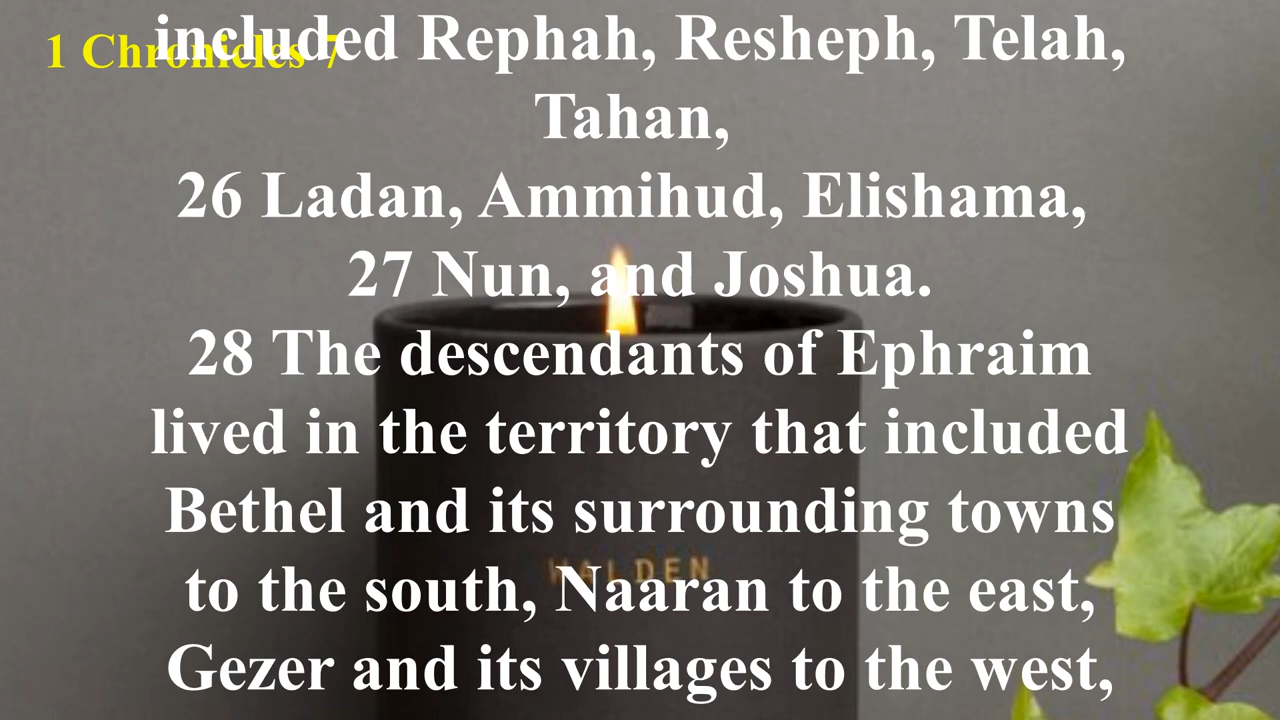 1 Chronicles 7
included Rephah, Resheph, Telah,
Tahan,
26 Ladan, Ammihud, Elishama,
27 Nun, and Joshua.
28 The descendants of Ephraim
lived in the territory that included
Bethel and its surrounding towns
HALDEN
to the south, Naaran to the east,
Gezer and its villages to the west,